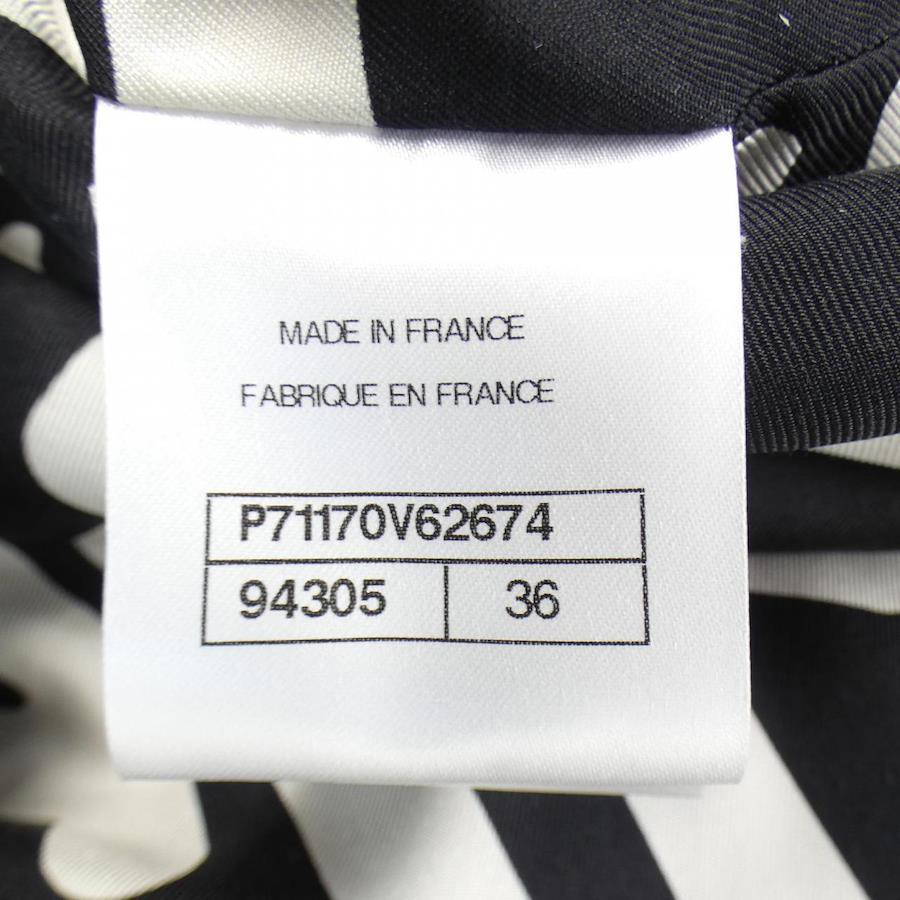 MADE IN FRANCE
FABRIQUE EN FRANCE
P71170V62674
94305 36